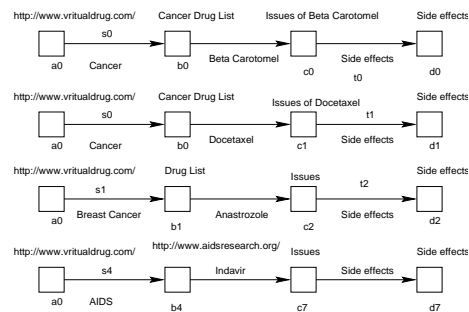 http://www.vritualdrug.com/ Cancer Drug List Issues of Beta Carotomel Side effects
s0
Beta Carotomel Side effects
a0 Cancer b0 c0 t0 d0
http://www.vritualdrug.com/ Cancer Drug List Issues of Docetaxel Side effects
s0 t1
a0 Cancer b0 Docetaxel c1 Side effects d1
http://www.vritualdrug.com/ Drug List Issues Side effects
s1 t2
a0 Breast Cancer b1 Anastrozole c2 Side effects d2
http://www.vritualdrug.com/ http://www.aidsresearch.org/ Issues Side effects
s4 Indavir Side effects
a0 AIDS b4 c7 d7